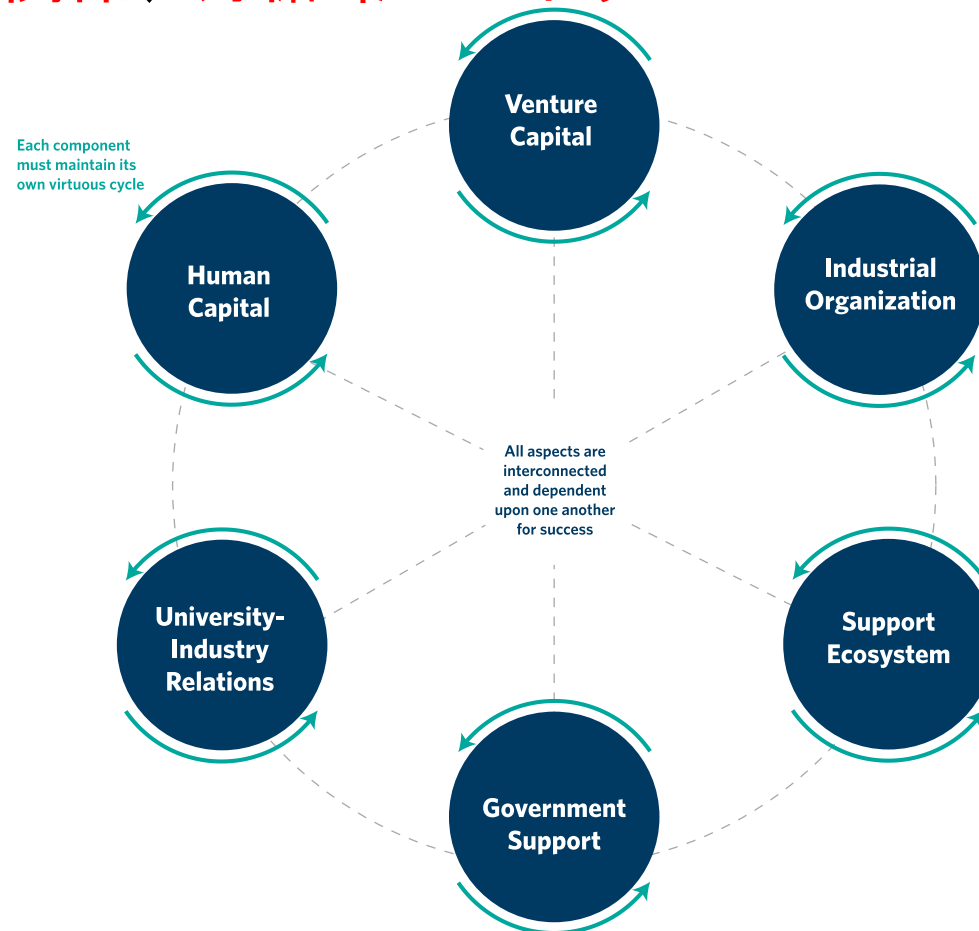 Venture
Capital
Each component
must maintain its
own virtuous cycle
Human
Capital
Industrial
Organization
All aspects are
interconnected
and dependent
upon one another
for success
University-
Industry
Relations
Support
Ecosystem
Government
Support